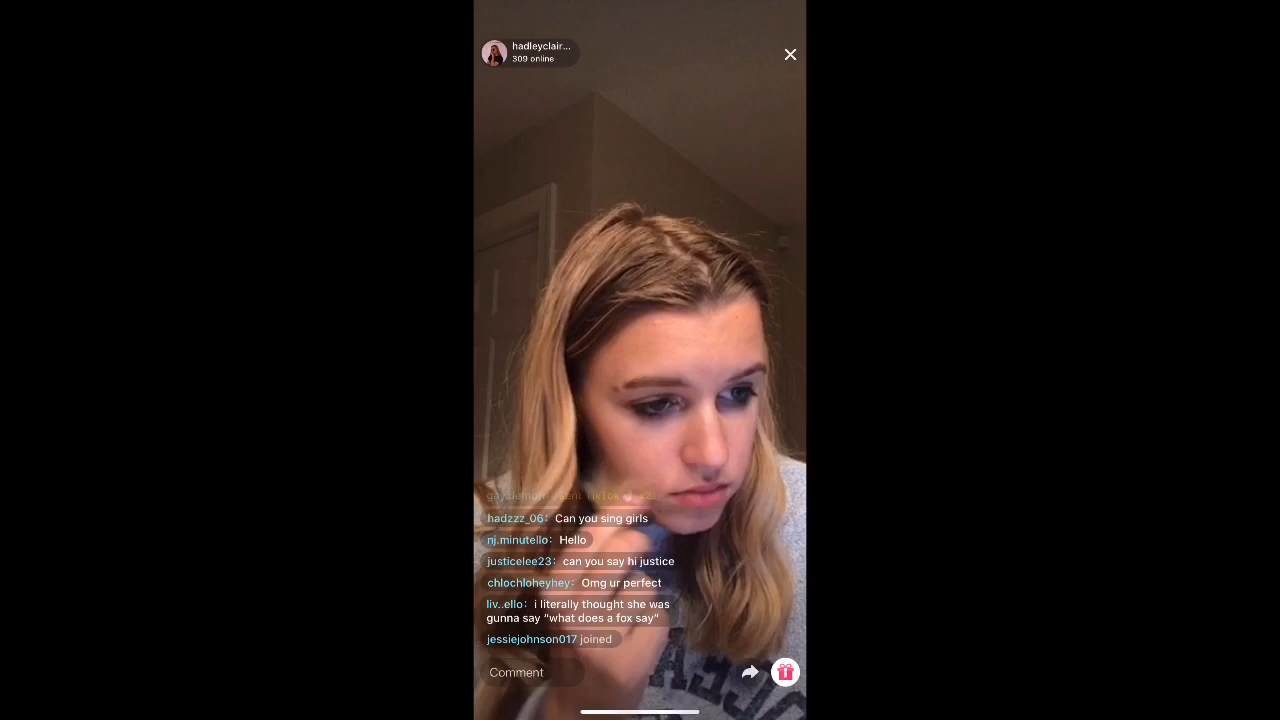 hadleyclair...
309 online
hadzzz_06: Can you sing girls
nj.minutello: Hello
justicelee23: can you say hi justice
chlochloheyhey: Omg ur perfect
liv..ello: i literally thought she was
gunna say "what does a fox say"
jessiejohnson017 joined
Comment